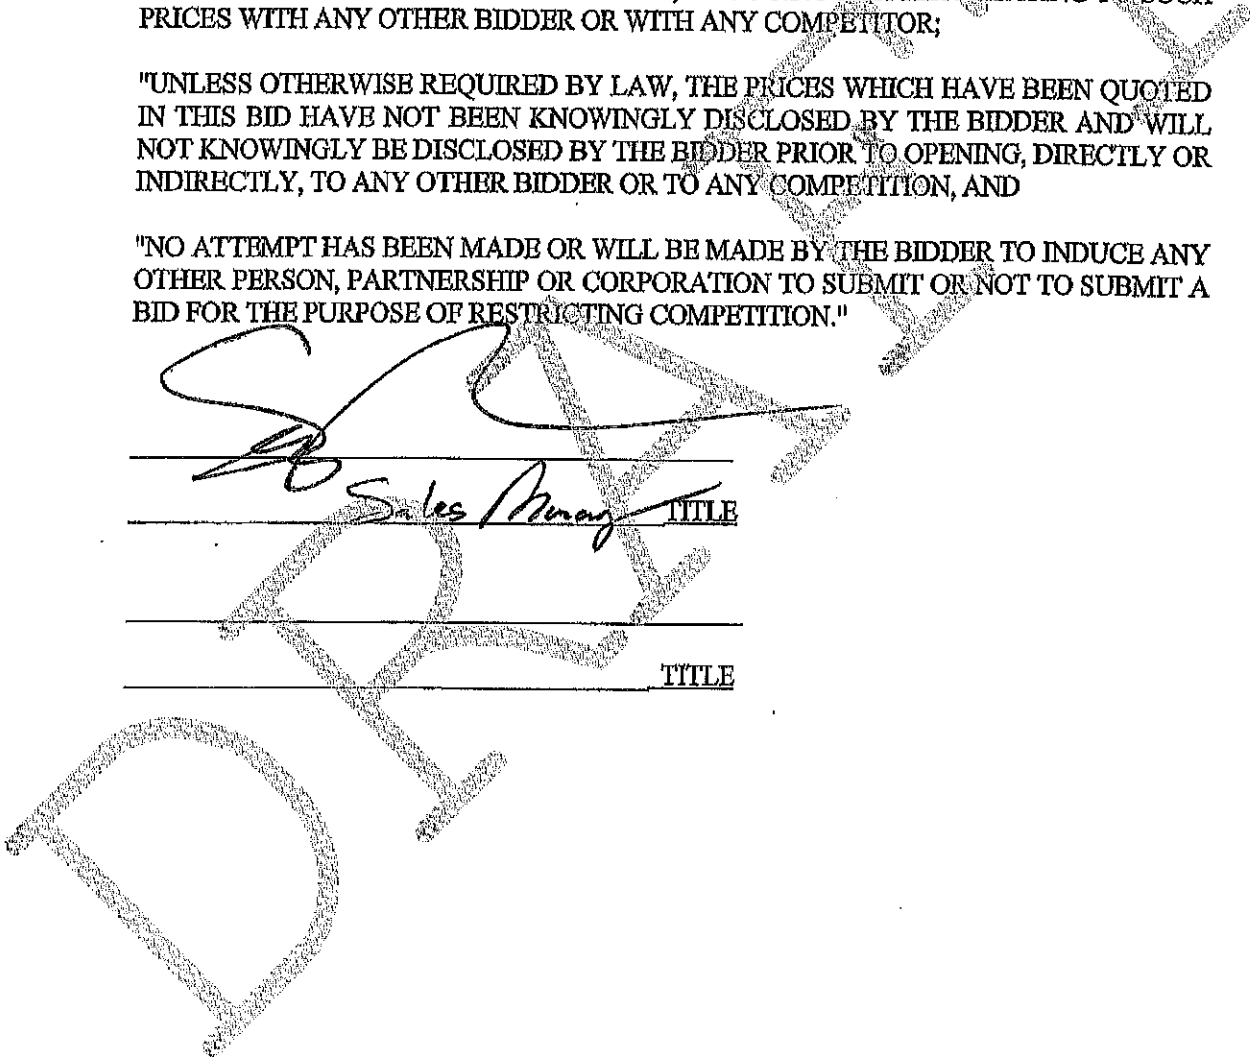 PRICES WITH ANY OTHER BIDDER OR WITH ANY COMPETITOR;
"UNLESS OTHERWISE REQUIRED BY LAW, THE PRICES WHICH HAVE BEEN QUOTED
IN THIS BID HAVE NOT BEEN KNOWINGLY DISCLOSED BY THE BIDDER AND WILL
NOT KNOWINGLY BE DISCLOSED BY THE BIDDER PRIOR TO OPENING, DIRECTLY OR
INDIRECTLY, TO ANY OTHER BIDDER OR TO ANY COMPETITION, AND
"NO ATTEMPT HAS BEEN MADE OR WILL BE MADE BY THE BIDDER TO INDUCE ANY
OTHER PERSON, PARTNERSHIP OR CORPORATION TO SUBMIT OR NOT TO SUBMIT A
BID FOR THE PURPOSE OF RESTRICTING COMPETITION."
Sales Manager TITLE
TITLE
DRAFT